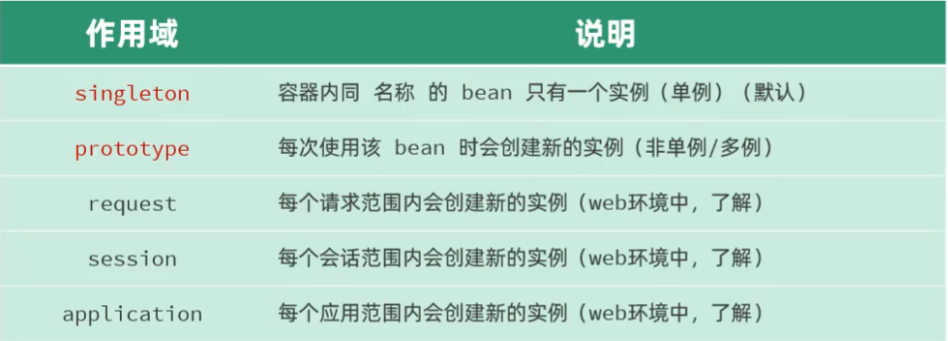 作用域 说明
singleton 容器内同 名称 的 bean 只有一个实例（单例）（默认）
prototype 每次使用该 bean 时会创建新的实例（非单例/多例）
request 每个请求范围内会创建新的实例（web环境中，了解）
session 每个会话范围内会创建新的实例（web环境中，了解）
application 每个应用范围内会创建新的实例（web环境中，了解）